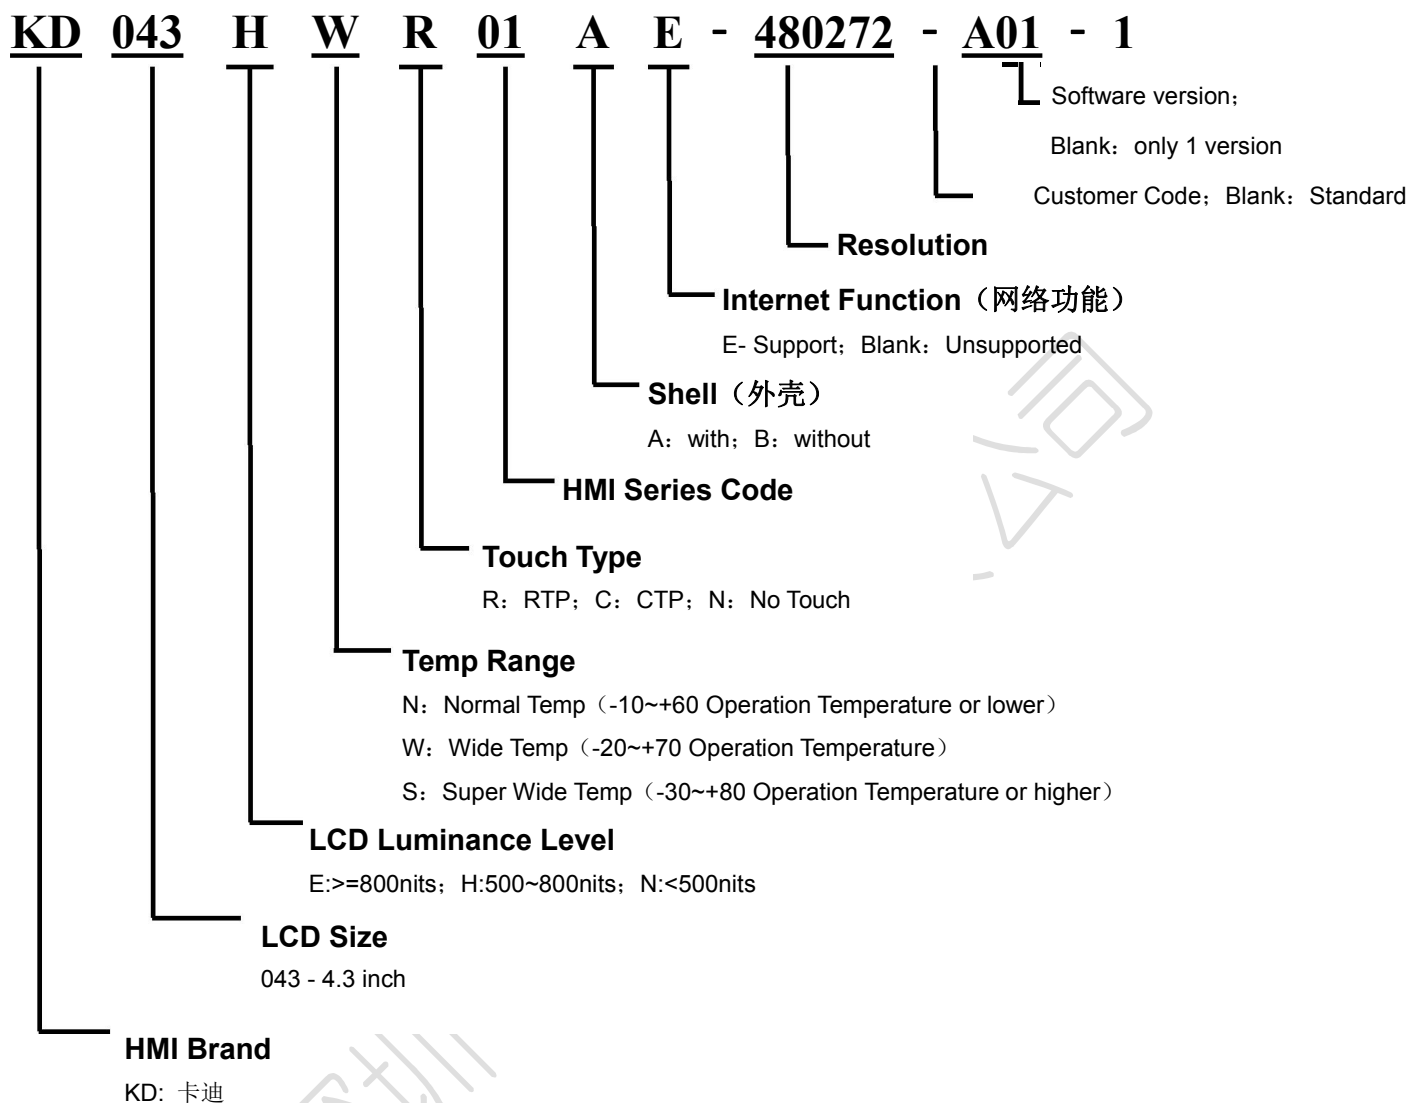 KD 043 H W R 01 A E - 480272 - A01 - 1
Software version；
Blank：only 1 version
Customer Code；Blank：Standard
Resolution
Internet Function（网络功能）
E- Support；Blank：Unsupported
Shell（外壳）
A：with；B：without
HMI Series Code
Touch Type
R：RTP；C：CTP；N：No Touch
Temp Range
N：Normal Temp（-10~+60 Operation Temperature or lower）
W：Wide Temp（-20~+70 Operation Temperature）
S：Super Wide Temp（-30~+80 Operation Temperature or higher）
LCD Luminance Level
E:>=800nits；H:500~800nits；N:<500nits
LCD Size
043 - 4.3 inch
HMI Brand
KD: 卡迪